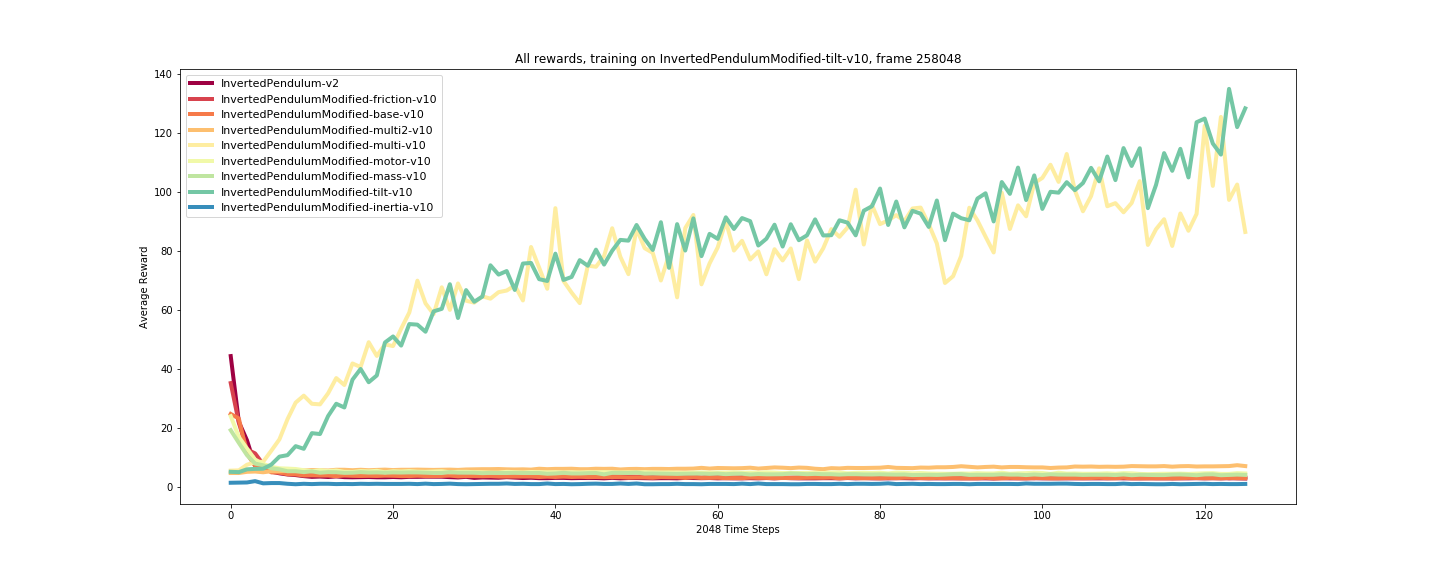 All rewards, training on InvertedPendulumModified-tilt-v10, frame 258048
140
120
100
80
60
40
20
0
Average Reward
InvertedPendulum-v2
InvertedPendulumModified-friction-v10
InvertedPendulumModified-base-v10
InvertedPendulumModified-multi2-v10
InvertedPendulumModified-multi-v10
InvertedPendulumModified-motor-v10
InvertedPendulumModified-mass-v10
InvertedPendulumModified-tilt-v10
InvertedPendulumModified-inertia-v10
0 20 40 60 80 100 120
2048 Time Steps